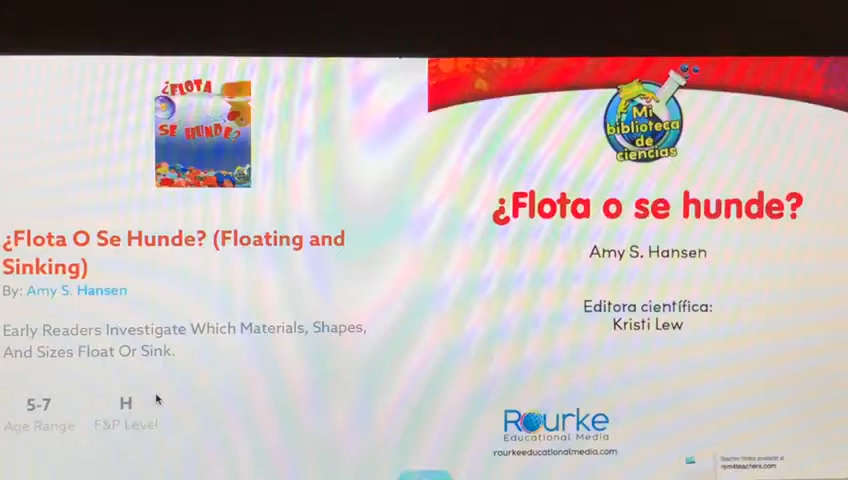 ¿FLOTA
SE HUNDE?
¿Flota O Se Hunde? (Floating and
Sinking)
By: Amy S. Hansen
Early Readers Investigate Which Materials, Shapes,
And Sizes Float Or Sink.
5-7
Age Range
H
F&P Level
Mi
biblioteca
de
ciencias
¿Flota o se hunde?
Amy S. Hansen
Editora científica:
Kristi Lew
Rourke
Educational Media
rourkeeducationalmedia.com
rem4teachers.com